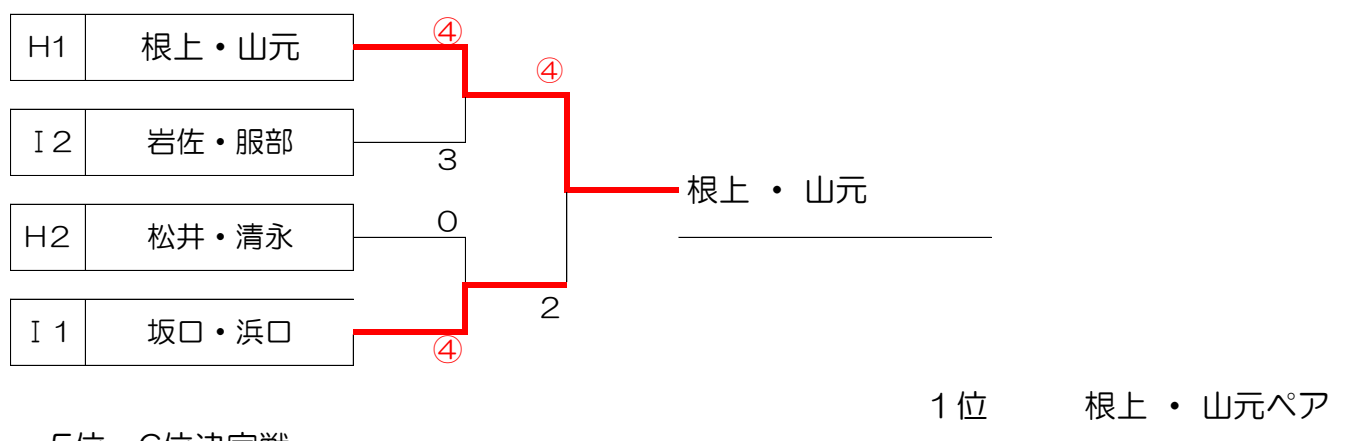 H1 根上・山元 ④
④
Ｉ２ 岩佐・服部 ３
根上 ・ 山元
H２ 松井・清永 ０
２
Ｉ１ 坂口・浜口 ④
１位 根上 ・ 山元ペア